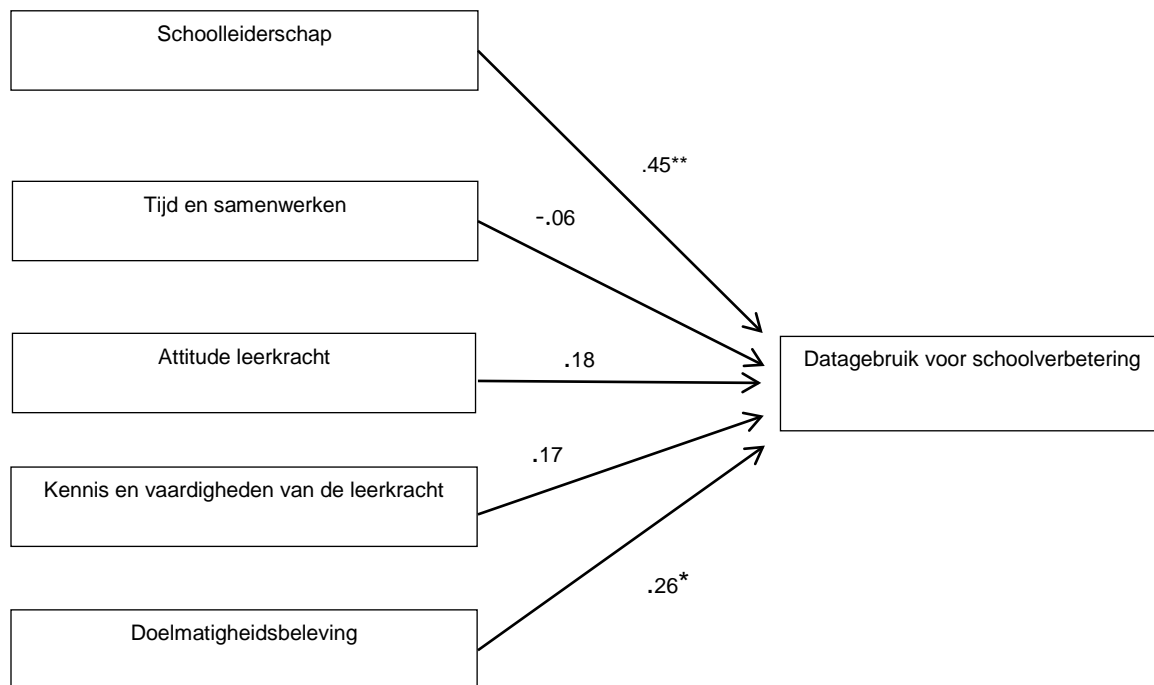 Schoolleiderschap
.45**
Tijd en samenwerken
-.06
Attitude leerkracht
.18
Datagebruik voor schoolverbetering
Kennis en vaardigheden van de leerkracht
.17
.26*
Doelmatigheidsbeleving